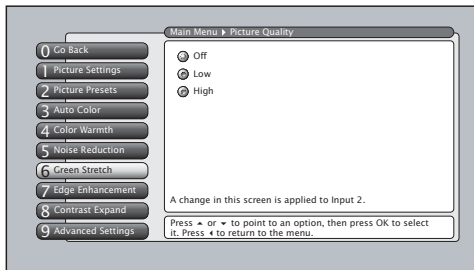 Main Menu ▸ Picture Quality
0 Go Back
1 Picture Settings
2 Picture Presets
3 Auto Color
4 Color Warmth
5 Noise Reduction
6 Green Stretch
7 Edge Enhancement
8 Contrast Expand
9 Advanced Settings
Off
Low
High
A change in this screen is applied to Input 2.
Press ▲ or ▼ to point to an option, then press OK to select
it. Press ◀ to return to the menu.